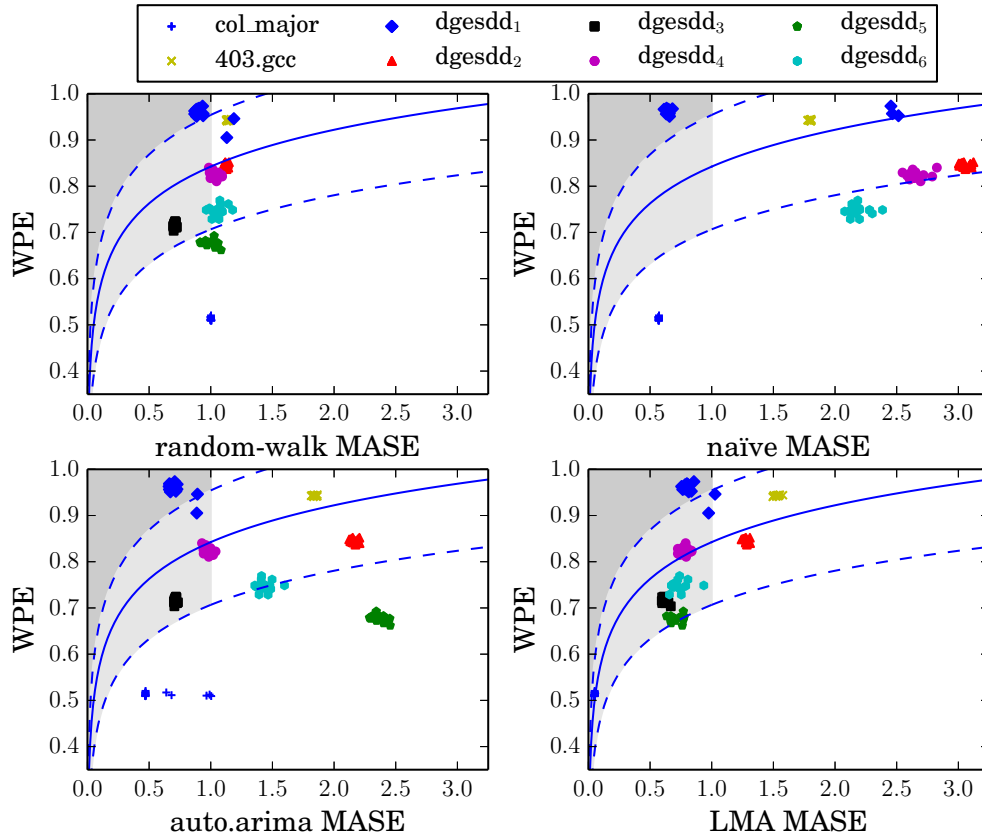 col_major dgesdd₁ dgesdd₃ dgesdd₅
403.gcc dgesdd₂ dgesdd₄ dgesdd₆
1.0
0.9
0.8
0.7
0.6
0.5
0.4
WPE
0.0 0.5 1.0 1.5 2.0 2.5 3.0
random-walk MASE
1.0
0.9
0.8
0.7
0.6
0.5
0.4
WPE
0.0 0.5 1.0 1.5 2.0 2.5 3.0
naïve MASE
1.0
0.9
0.8
0.7
0.6
0.5
0.4
WPE
0.0 0.5 1.0 1.5 2.0 2.5 3.0
auto.arima MASE
1.0
0.9
0.8
0.7
0.6
0.5
0.4
WPE
0.0 0.5 1.0 1.5 2.0 2.5 3.0
LMA MASE